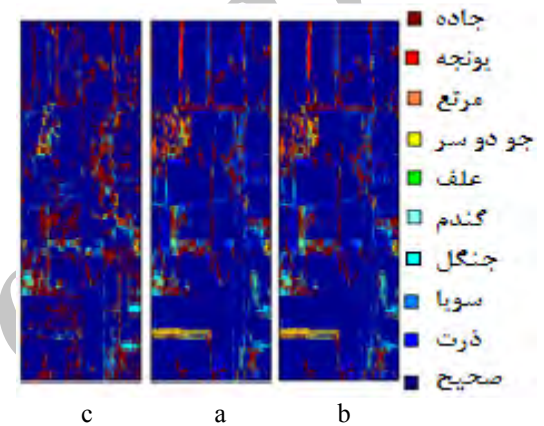 جاده
یونجه
مرتع
جو دو سر
علف
گندم
جنگل
سویا
ذرت
صحیح
c a b